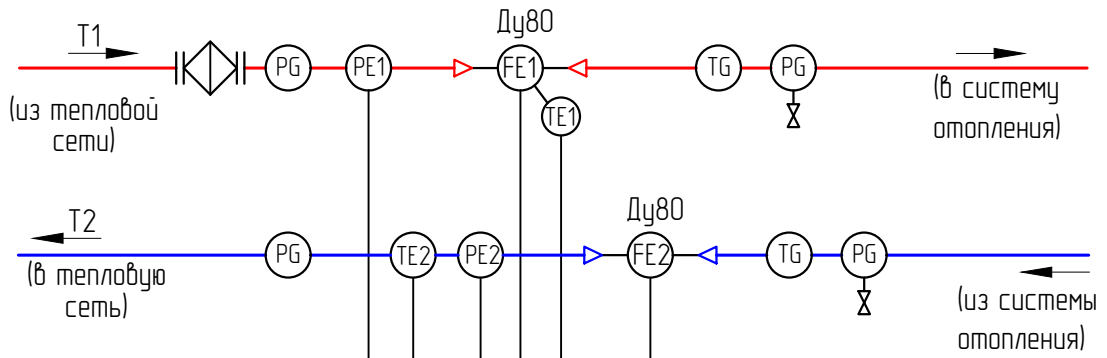 Ду80
T1
PG
PE1
FE1
TG
PG
(из тепловой
сети)
TE1
(в систему
отопления)
Ду80
T2
PG
TE2
PE2
FE2
TG
PG
(в тепловую
сеть)
(из системы
отопления)